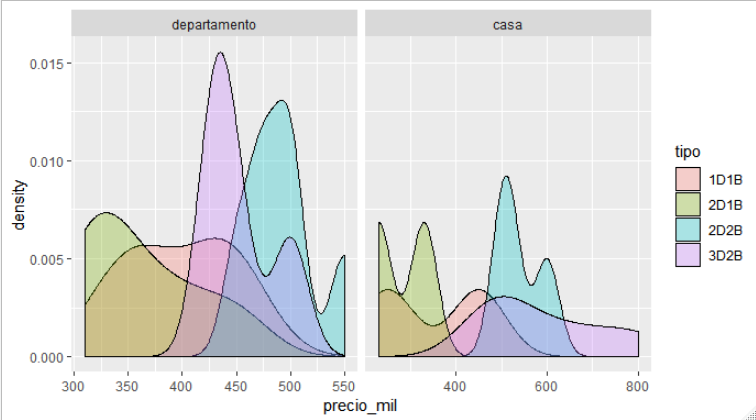 departamento
casa
0.015
0.010
0.005
0.000
density
300
350
400
450
500
550
400
600
800
precio_mil
tipo
1D1B
2D1B
2D2B
3D2B